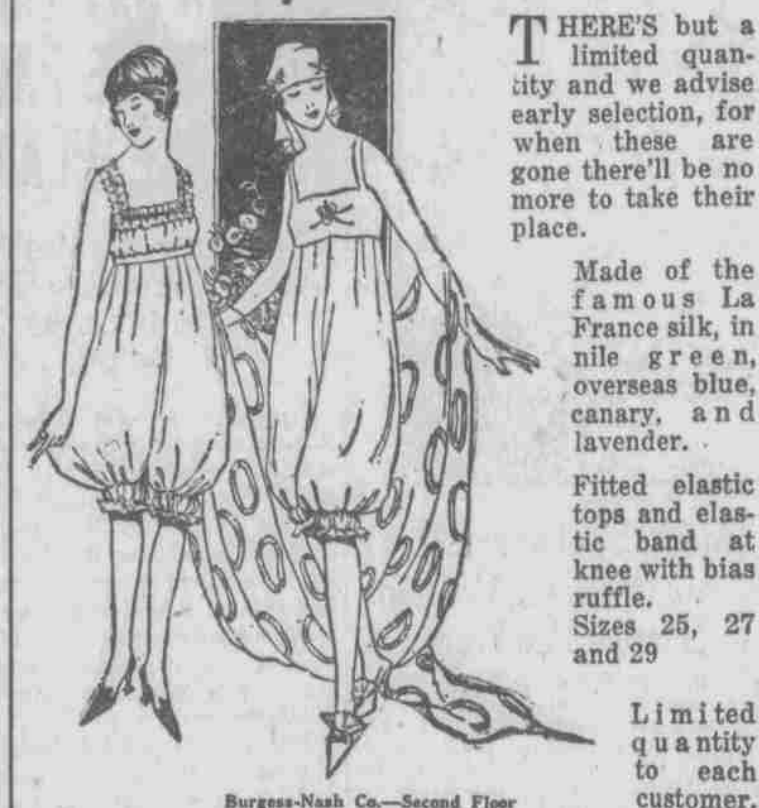 THERE'S but a
limited quan-
tity and we advise
early selection, for
when these are
gone there'll be no
more to take their
place.
Made of the
famous La
France silk, in
nile green,
overseas blue,
canary, and
lavender.
Fitted elastic
tops and elas-
tic band at
knee with bias
ruffle.
Sizes 25, 27
and 29
Limited
quantity
to each
customer.
Burgess-Nash Co.—Second Floor